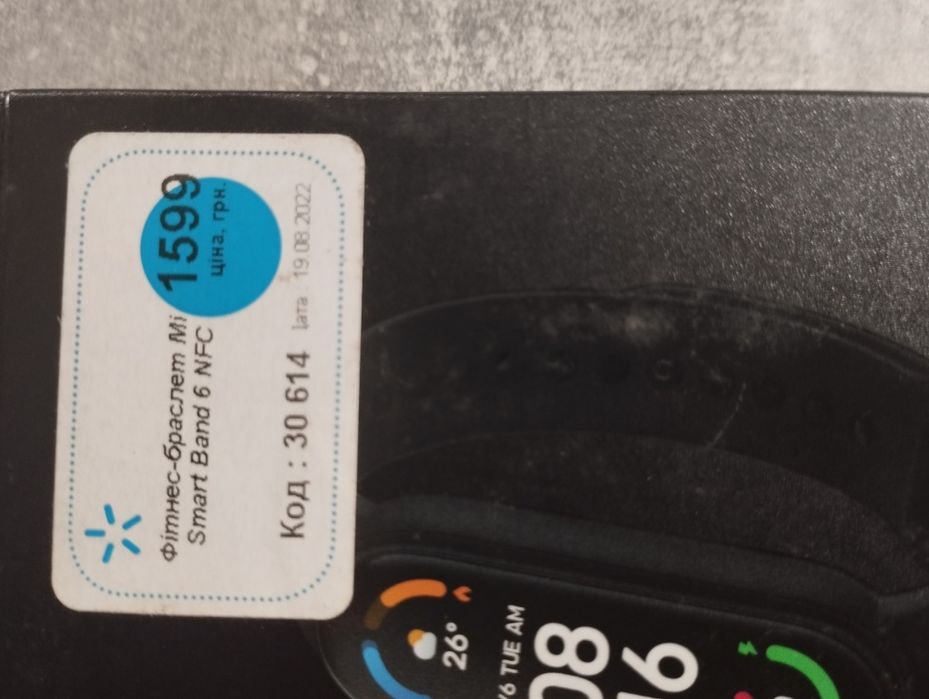 Фітнес-браслет Mi
Smart Band 6 NFC
1599
ціна, грн.
Код : 30 614
Дата : 19.08.2022
26°
TUE AM
08
16